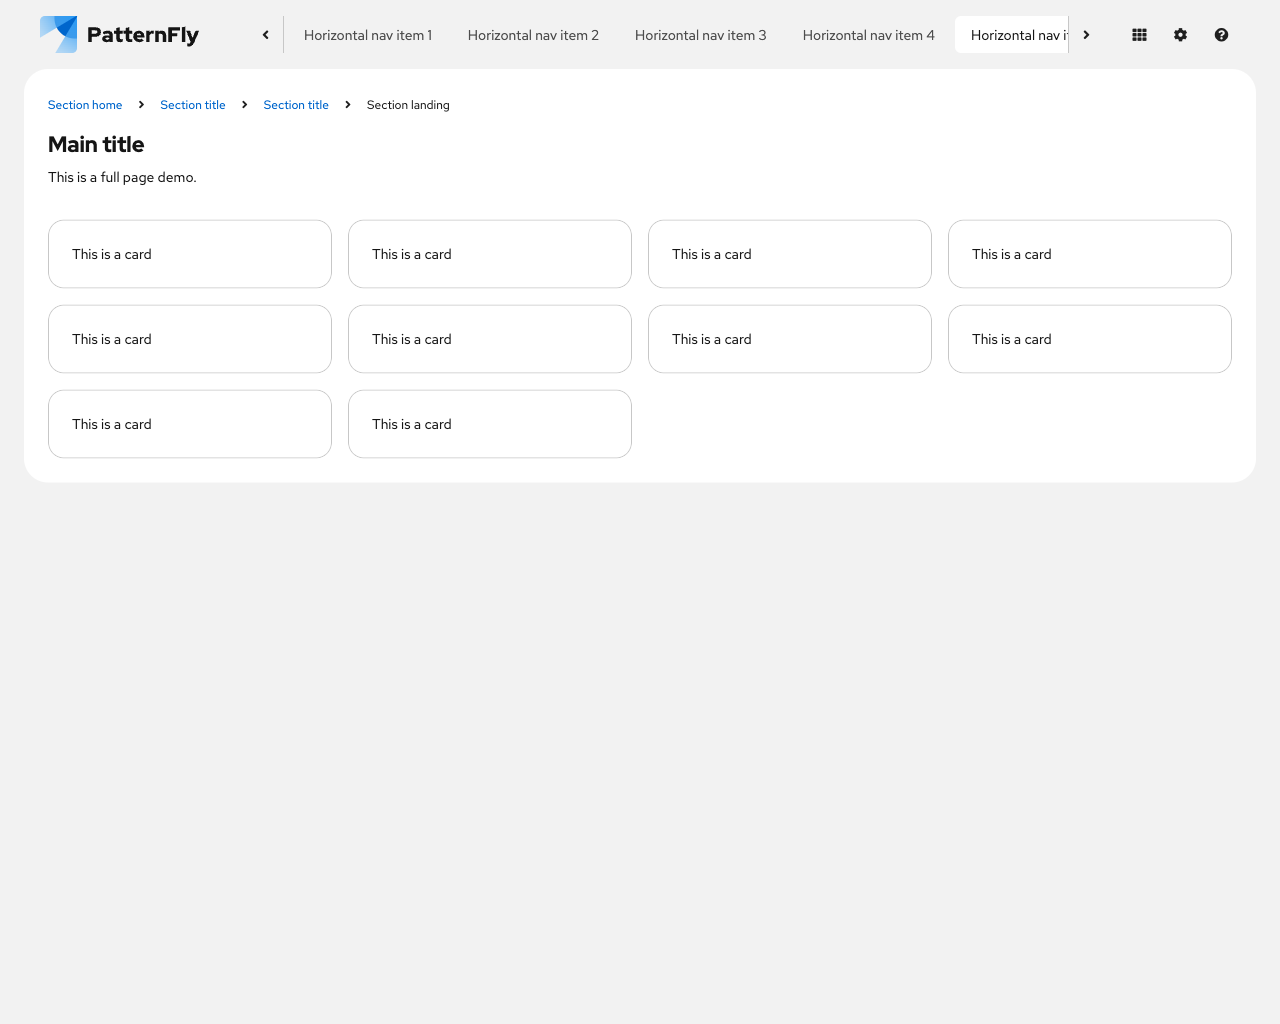 PatternFly
Horizontal nav item 1
Horizontal nav item 2
Horizontal nav item 3
Horizontal nav item 4
Horizontal nav
Section home
Section title
Section title
Section landing
Main title
This is a full page demo.
This is a card
This is a card
This is a card
This is a card
This is a card
This is a card
This is a card
This is a card
This is a card
This is a card